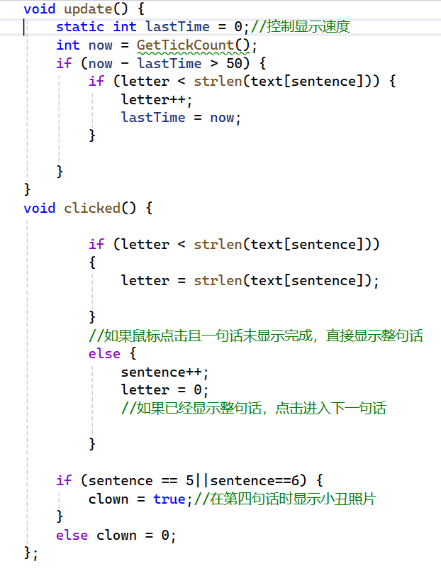 void update() {
    static int lastTime = 0;//控制显示速度
    int now = GetTickCount();
    if (now - lastTime > 50) {
        if (letter < strlen(text[sentence])) {
            letter++;
            lastTime = now;
        }
    }
}
void clicked() {
        if (letter < strlen(text[sentence]))
        {
            letter = strlen(text[sentence]);
        }
        //如果鼠标点击且一句话未显示完成，直接显示整句话
        else {
            sentence++;
            letter = 0;
            //如果已经显示整句话，点击进入下一句话
        }
    if (sentence == 5||sentence==6) {
        clown = true;//在第四句话时显示小丑照片
    }
    else clown = 0;
};